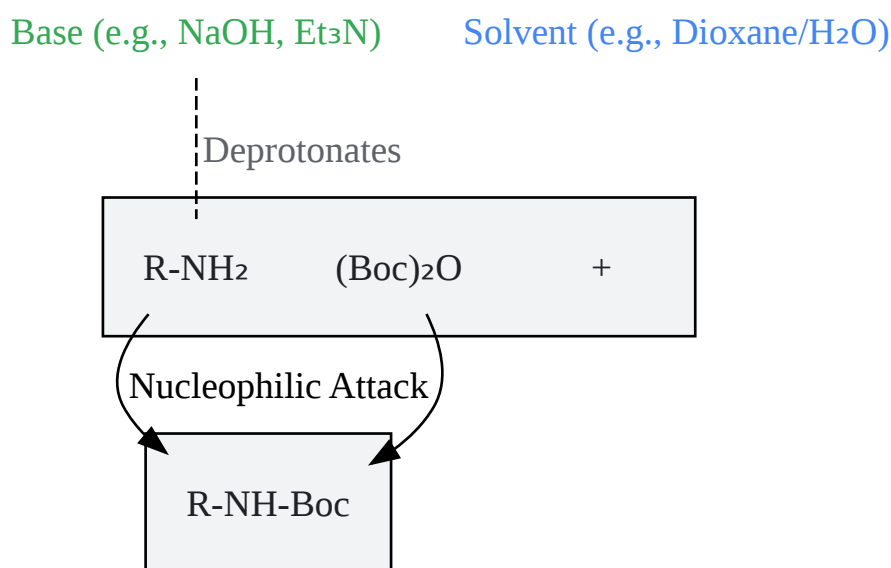 Base (e.g., NaOH, Et₃N) Solvent (e.g., Dioxane/H₂O)
Deprotonates
R-NH₂ (Boc)₂O +
Nucleophilic Attack
R-NH-Boc